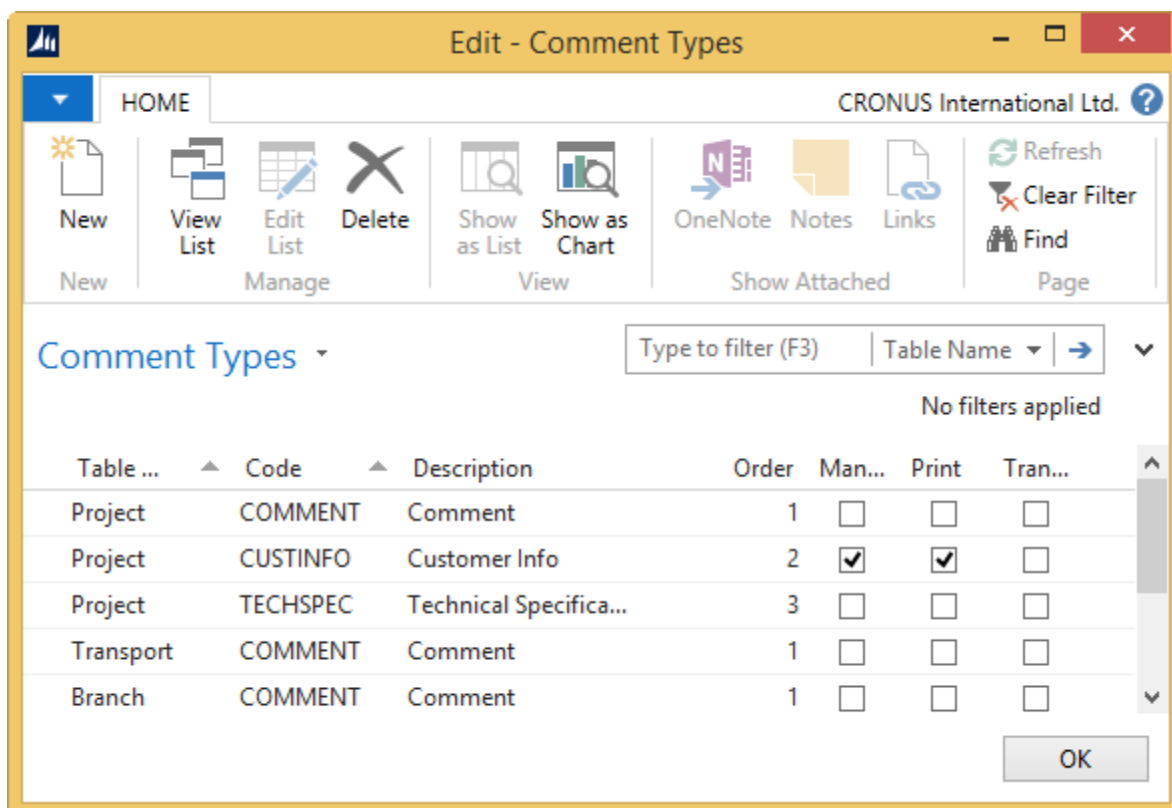 Edit - Comment Types
HOME
CRONUS International Ltd.
New
View List
Edit List
Delete
Show as List
Show as Chart
OneNote
Notes
Links
Refresh
Clear Filter
Find
New
Manage
View
Show Attached
Page
Comment Types
Type to filter (F3)
Table Name
No filters applied
Table ... Code Description Order Man... Print Tran...
Project COMMENT Comment 1
Project CUSTINFO Customer Info 2
Project TECHSPEC Technical Specifica... 3
Transport COMMENT Comment 1
Branch COMMENT Comment 1
OK